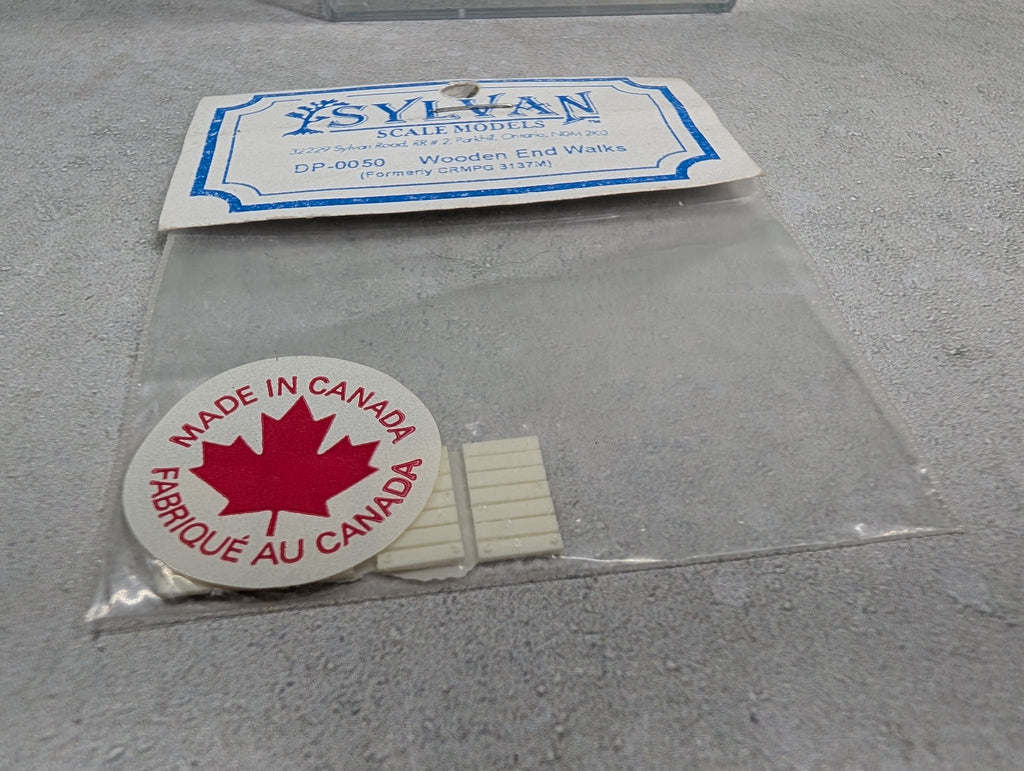 SYLVAN™
SCALE MODELS
32229 Sylvan Road, RR # 2, Parkhill, Ontario, N0M 2K0
DP-0050 Wooden End Walks
(Formerly CRMPG 3137M)
MADE IN CANADA
FABRIQUÉ AU CANADA